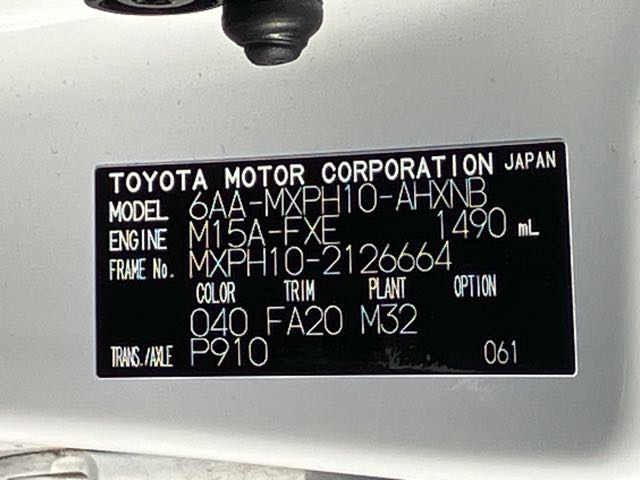 TOYOTA MOTOR CORPORATION JAPAN
MODEL 6AA-MXPH10-AHXNB
ENGINE M15A-FXE 1490 mL
FRAME No. MXPH10-2126664
COLOR TRIM PLANT OPTION
040 FA20 M32
TRANS./AXLE P910 061